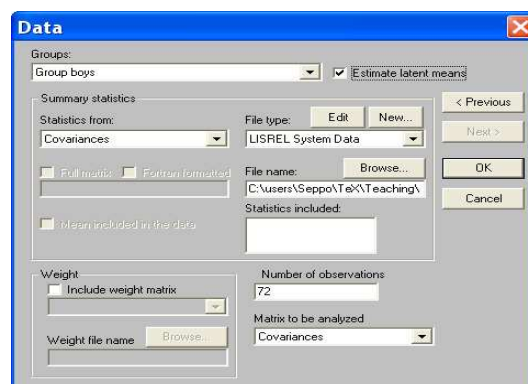 Data
Groups:
Group boys
Estimate latent means
Summary statistics
Statistics from:
Covariances
Full matrix
Fortran formatted
Mean included in the data
File type:
Edit
New...
LISREL System Data
File name:
Browse...
C:\users\Seppo\TeX\Teaching\
Statistics included:
< Previous
Next >
OK
Cancel
Weight
Include weight matrix
Weight file name
Browse...
Number of observations
72
Matrix to be analyzed
Covariances